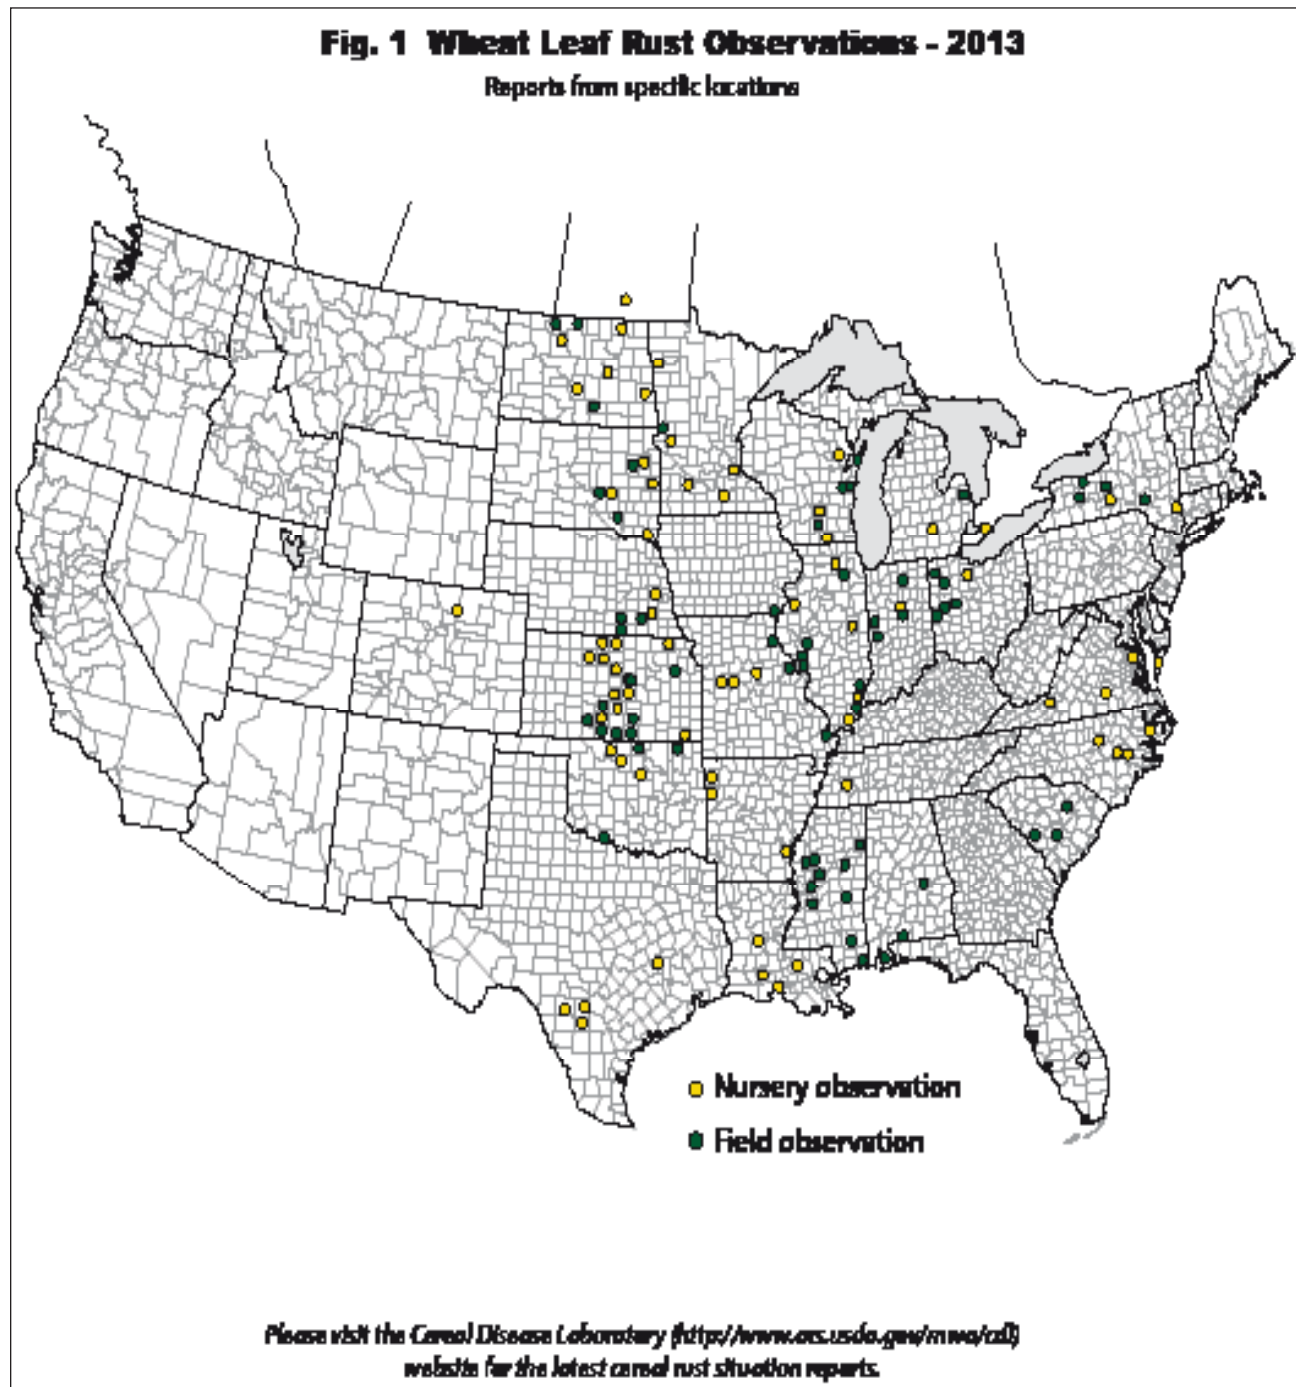 Fig. 1 Wheat Leaf Rust Observations - 2013
Reports from specific locations
Nursery observation
Field observation
Please visit the Cereal Disease Laboratory (http://www.ars.usda.gov/mwa/cdl)
website for the latest cereal rust situation reports.